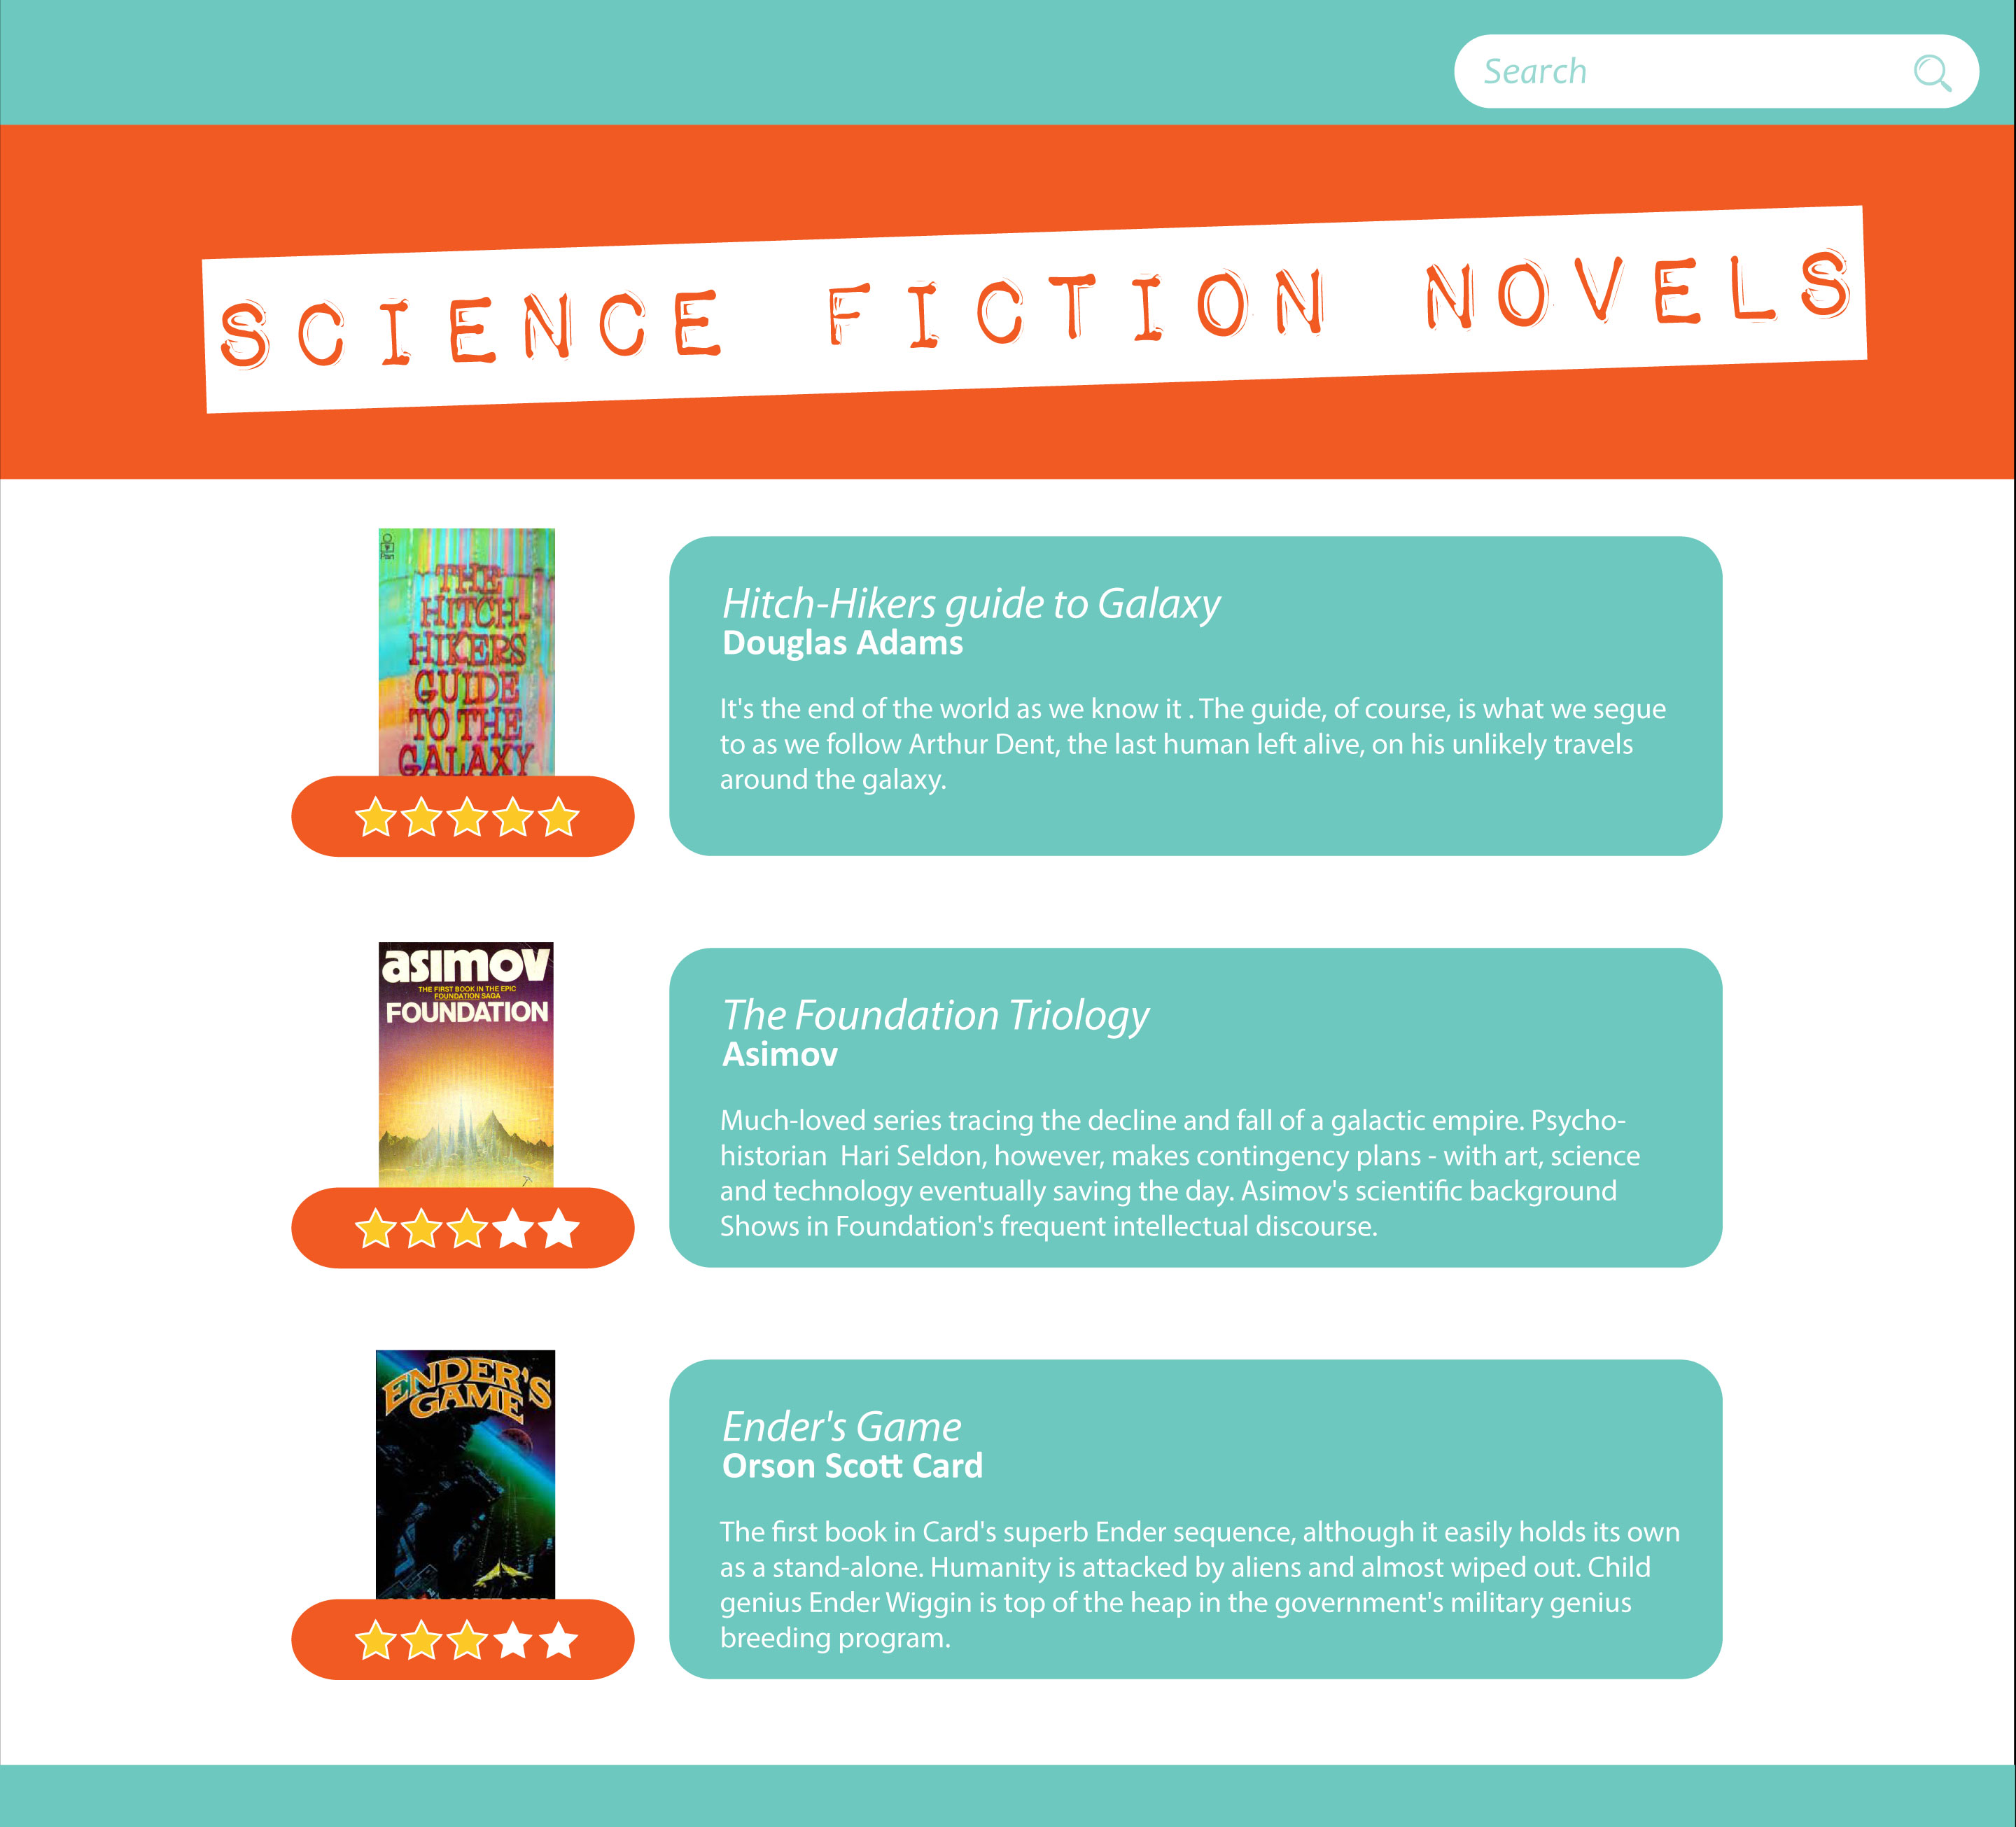 Search
SCIENCE FICTION NOVELS
Pan
THE
HITCH-
HIKERS
GUIDE
TO THE
GALAXY
Hitch-Hikers guide to Galaxy
Douglas Adams
It's the end of the world as we know it . The guide, of course, is what we segue
to as we follow Arthur Dent, the last human left alive, on his unlikely travels
around the galaxy.
asimov
THE FIRST BOOK IN THE EPIC
FOUNDATION SAGA
FOUNDATION
The Foundation Triology
Asimov
Much-loved series tracing the decline and fall of a galactic empire. Psycho-
historian  Hari Seldon, however, makes contingency plans - with art, science
and technology eventually saving the day. Asimov's scientific background
Shows in Foundation's frequent intellectual discourse.
ENDER'S
GAME
Ender's Game
Orson Scott Card
The first book in Card's superb Ender sequence, although it easily holds its own
as a stand-alone. Humanity is attacked by aliens and almost wiped out. Child
genius Ender Wiggin is top of the heap in the government's military genius
breeding program.